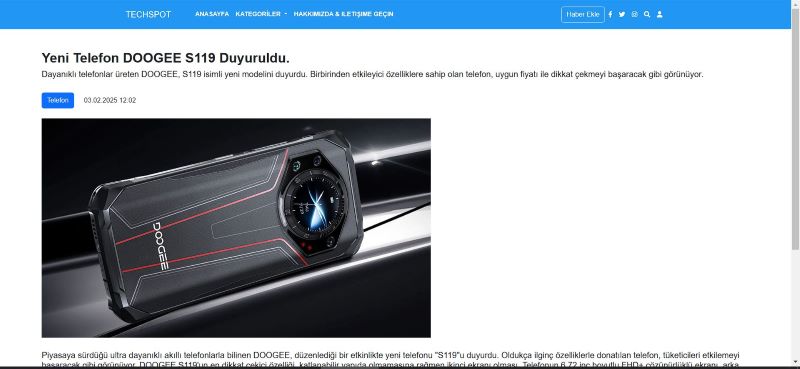 TECHSPOT ANASAYFA KATEGORİLER HAKKIMIZDA & İLETİŞİME GEÇİN Haber Ekle
Yeni Telefon DOOGEE S119 Duyuruldu.
Dayanıklı telefonlar üreten DOOGEE, S119 isimli yeni modelini duyurdu. Birbirinden etkileyici özelliklere sahip olan telefon, uygun fiyatı ile dikkat çekmeyi başaracak gibi görünüyor.
Telefon 03.02.2025 12:02
DOOGEE
Piyasaya sürdüğü ultra dayanıklı akıllı telefonlarla bilinen DOOGEE, düzenlediği bir etkinlikte yeni telefonu "S119"u duyurdu. Oldukça ilginç özelliklerle donatılan telefon, tüketicileri etkilemeyi
başaracak gibi görünüyor. DOOGEE S119'un en dikkat çekici özelliği, katlanabilir yapıda olmamasına rağmen ikinci ekranı olması. Telefonun 6.72 inç boyutlu FHD+ çözünürlüklü ekranı, arka